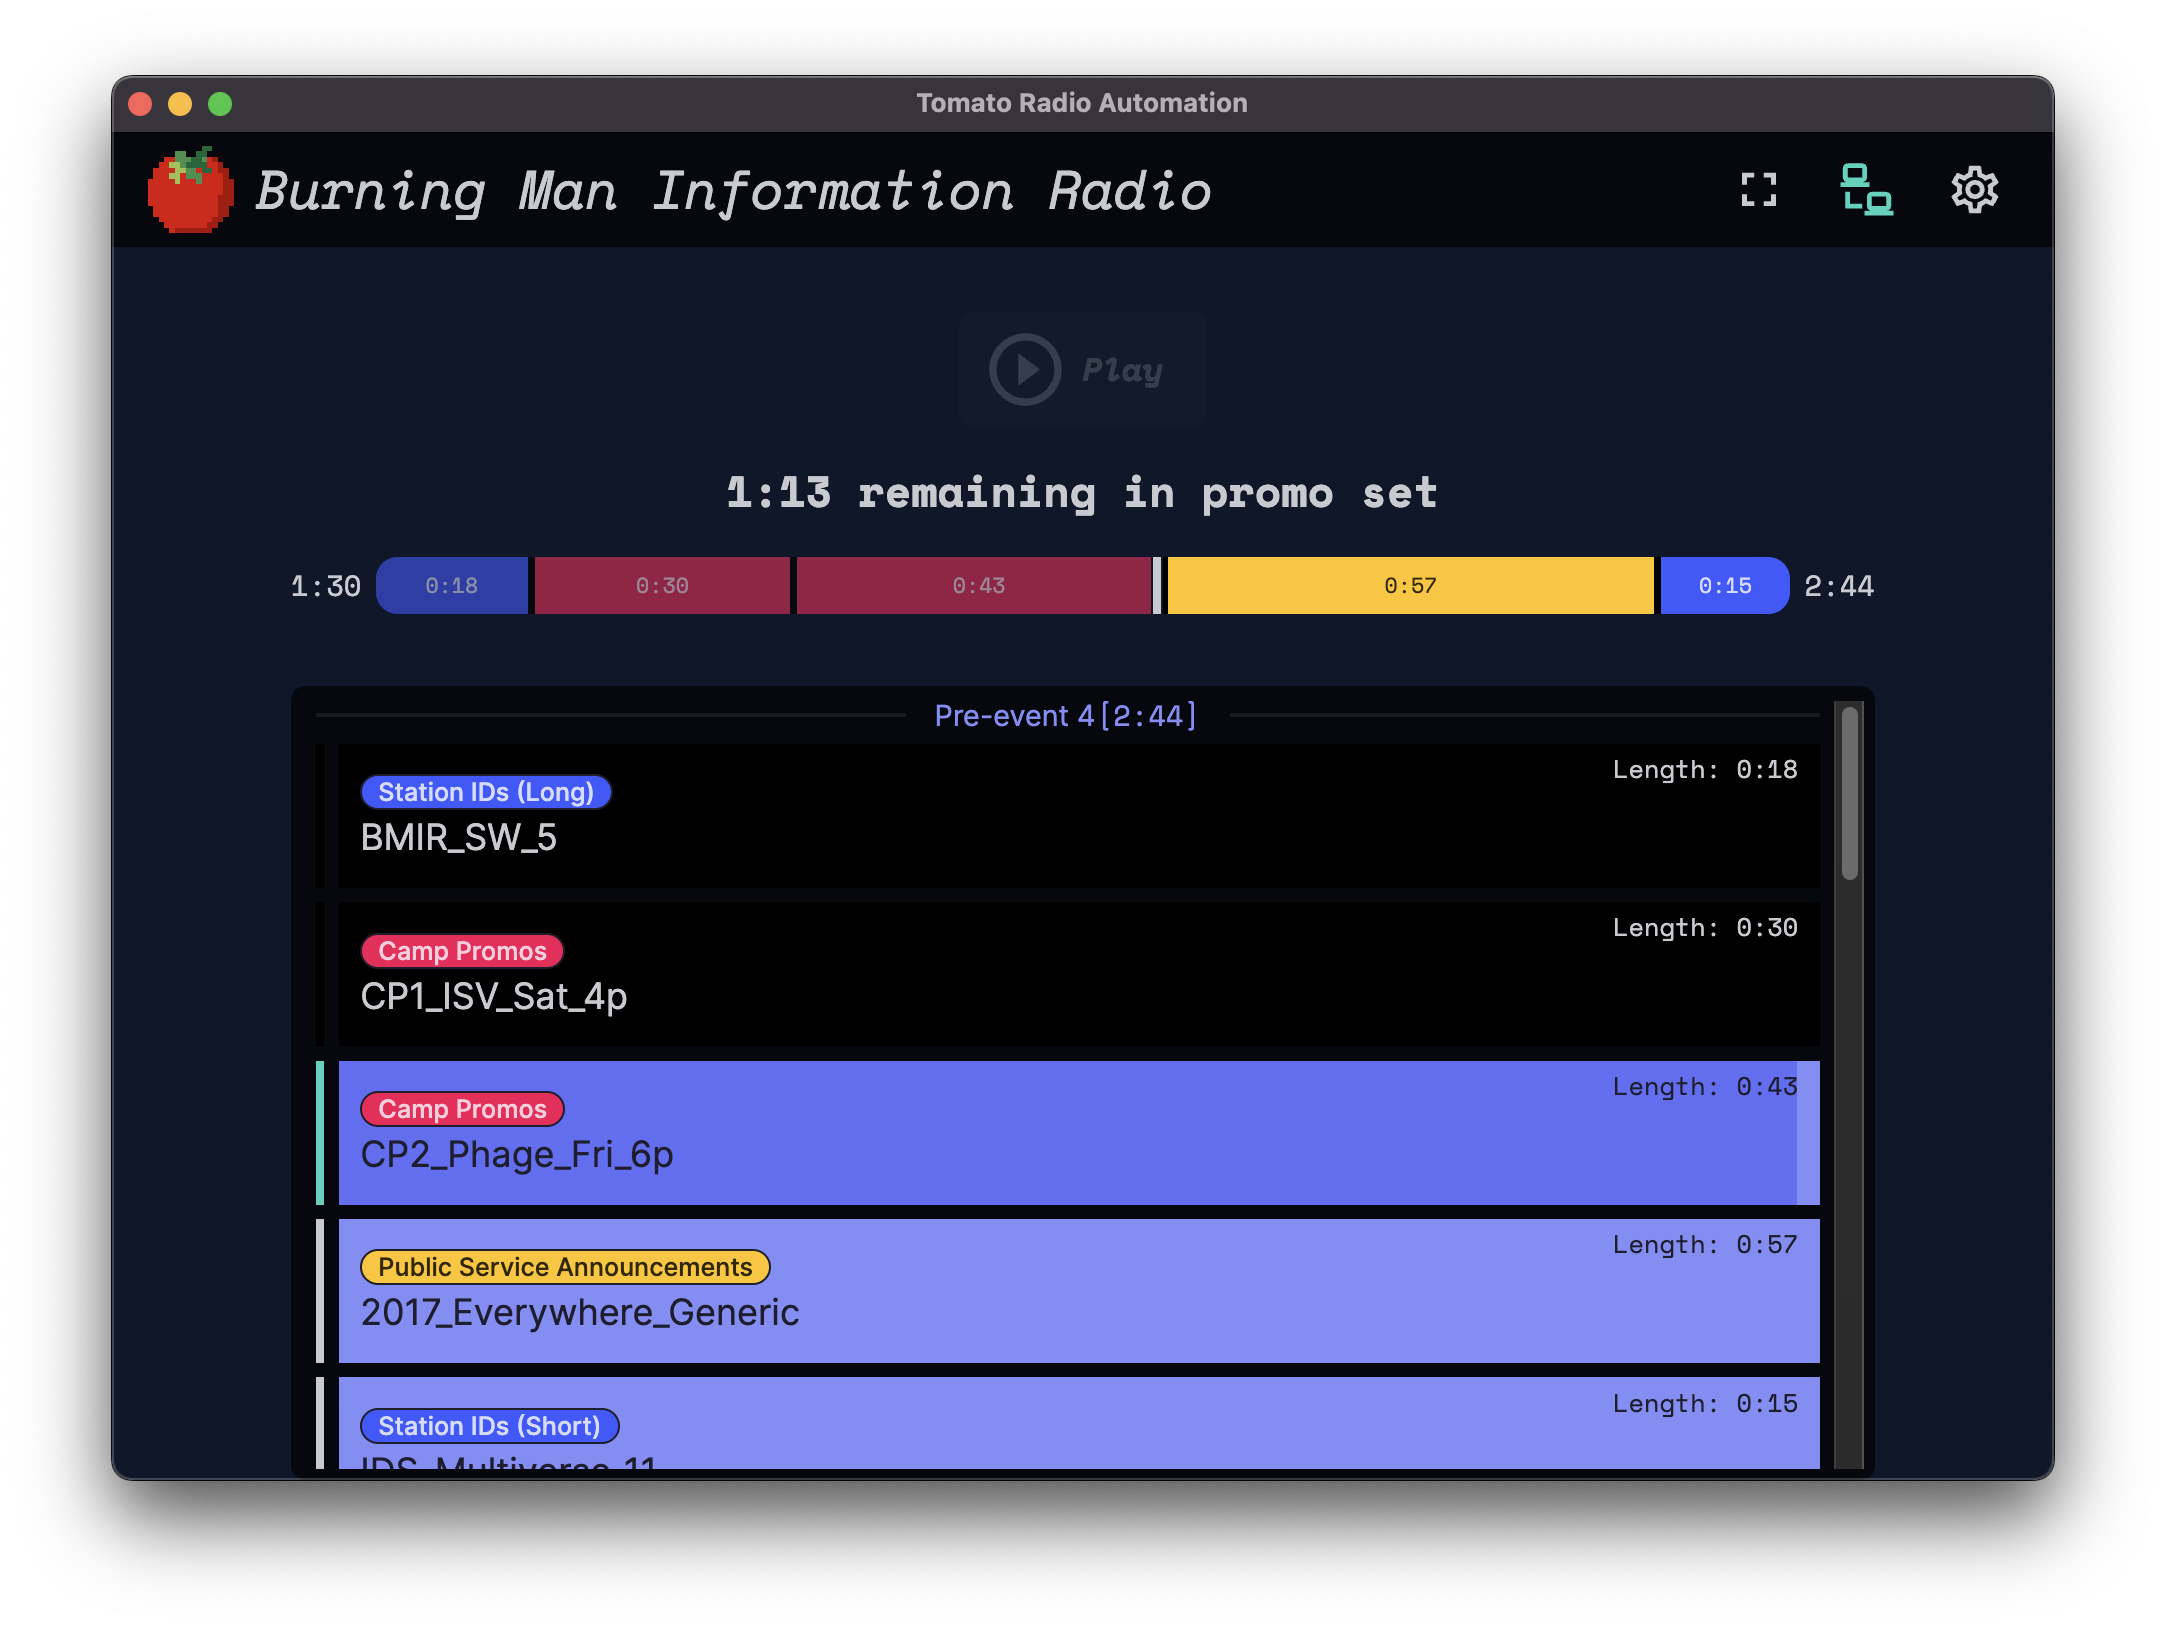 Tomato Radio Automation
Burning Man Information Radio
Play
1:13 remaining in promo set
1:30 0:18 0:30 0:43 0:57 0:15 2:44
Pre-event 4[2:44]
Length: 0:18
Station IDs (Long)
BMIR_SW_5
Length: 0:30
Camp Promos
CP1_ISV_Sat_4p
Length: 0:43
Camp Promos
CP2_Phage_Fri_6p
Length: 0:57
Public Service Announcements
2017_Everywhere_Generic
Length: 0:15
Station IDs (Short)
IDS_Multiverse_11